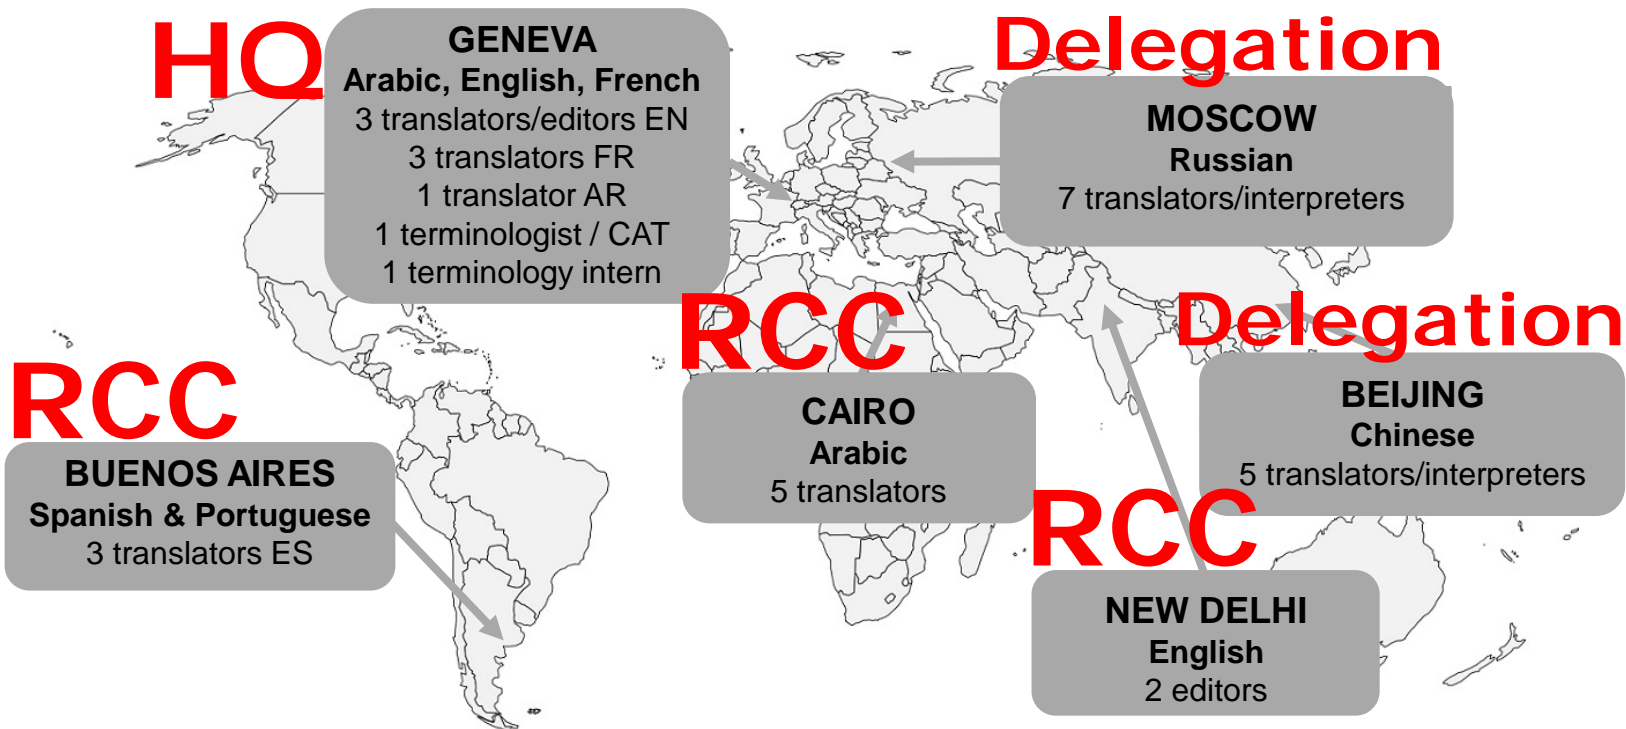 HQ
GENEVA
Arabic, English, French
3 translators/editors EN
3 translators FR
1 translator AR
1 terminologist / CAT
1 terminology intern
Delegation
MOSCOW
Russian
7 translators/interpreters
RCC
BUENOS AIRES
Spanish & Portuguese
3 translators ES
RCC
CAIRO
Arabic
5 translators
Delegation
BEIJING
Chinese
5 translators/interpreters
RCC
NEW DELHI
English
2 editors